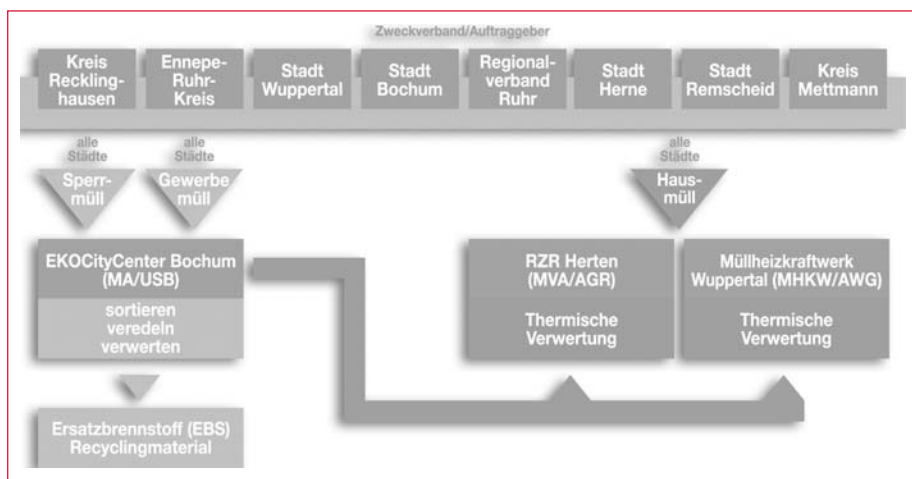 Zweckverband/Auftraggeber
Kreis
Reckling-
hausen
Ennepe-
Ruhr-
Kreis
Stadt
Wuppertal
Stadt
Bochum
Regional-
verband
Ruhr
Stadt
Herne
Stadt
Remscheid
Kreis
Mettmann
alle
Städte
Sperr-
müll
alle
Städte
Gewerbe
müll
alle
Städte
Haus-
müll
EKOCityCenter Bochum
(MA/USB)
sortieren
veredeln
verwerten
RZR Herten
(MVA/AGR)
Thermische
Verwertung
Müllheizkraftwerk
Wuppertal (MHKW/AWG)
Thermische
Verwertung
Ersatzbrennstoff (EBS)
Recyclingmaterial